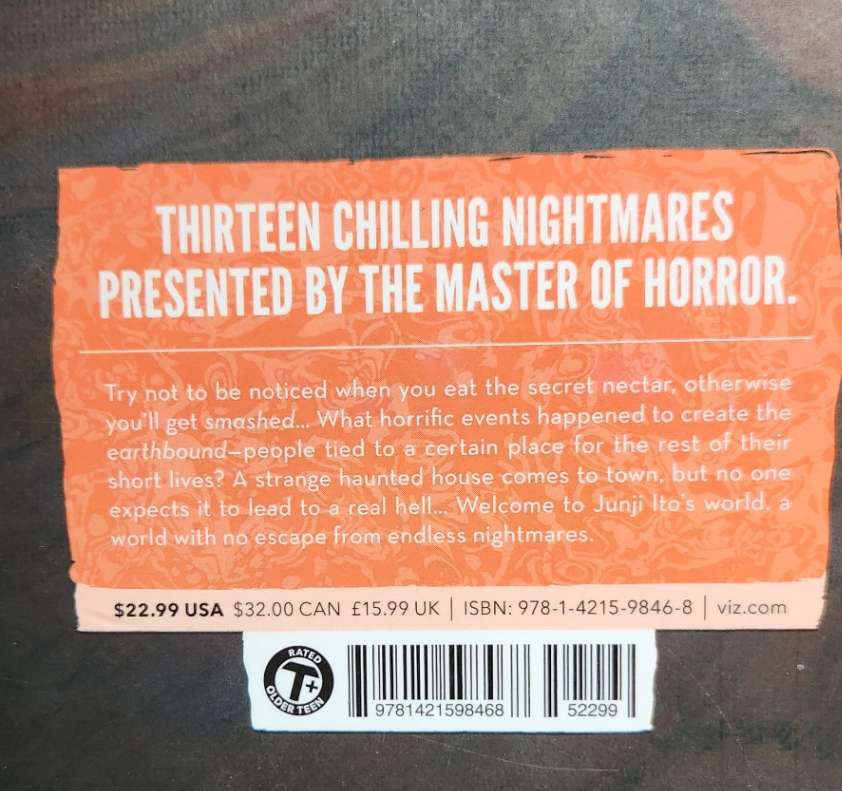 THIRTEEN CHILLING NIGHTMARES
PRESENTED BY THE MASTER OF HORROR.
Try not to be noticed when you eat the secret nectar, otherwise
you'll get smashed... What horrific events happened to create the
earthbound—people tied to a certain place for the rest of their
short lives? A strange haunted house comes to town, but no one
expects it to lead to a real hell... Welcome to Junji Ito's world, a
world with no escape from endless nightmares.
$22.99 USA $32.00 CAN £15.99 UK | ISBN: 978-1-4215-9846-8 | viz.com
RATED
T+
OLDER TEEN
9781421598468
52299